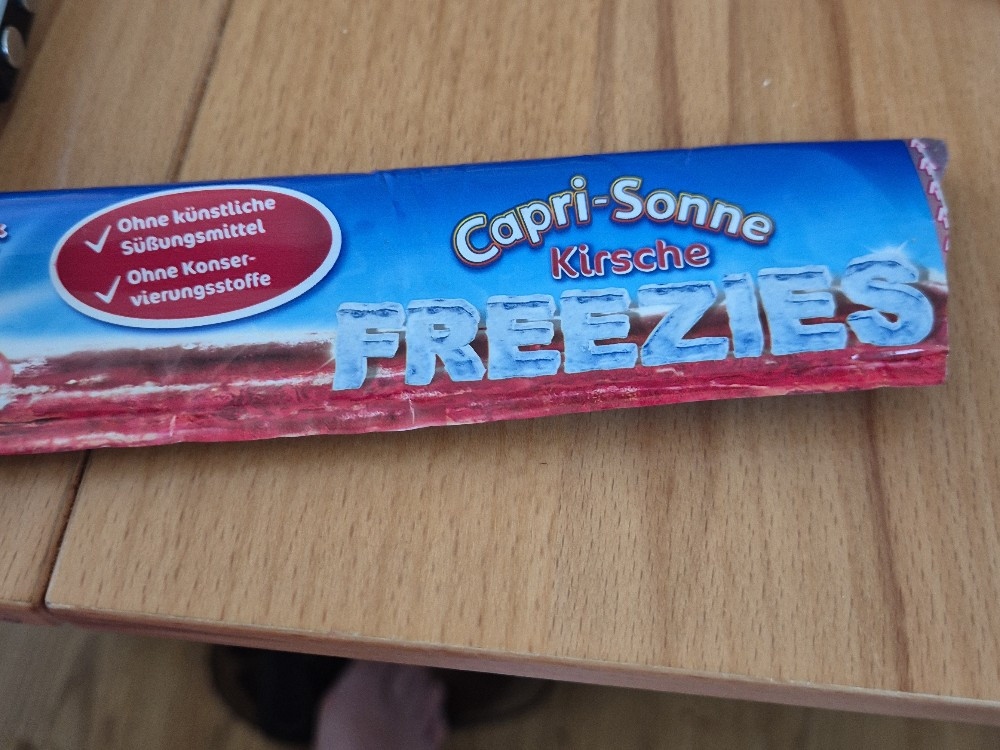 Ohne künstliche
Süßungsmittel
Ohne Konser-
vierungsstoffe
Capri-Sonne
Kirsche
FREEZIES